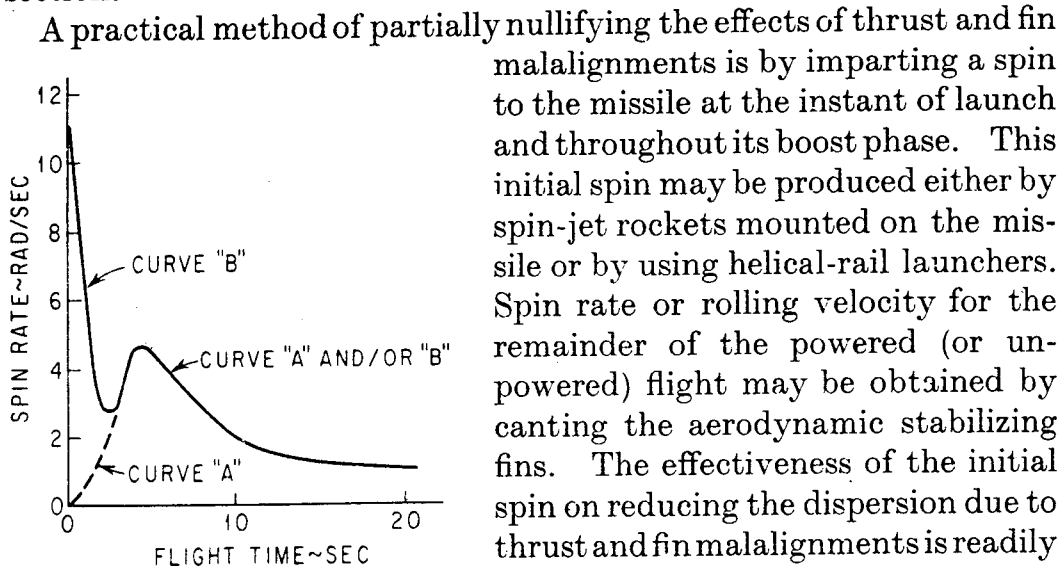 A practical method of partially nullifying the effects of thrust and fin
malalignments is by imparting a spin
to the missile at the instant of launch
and throughout its boost phase. This
initial spin may be produced either by
spin-jet rockets mounted on the mis-
sile or by using helical-rail launchers.
Spin rate or rolling velocity for the
remainder of the powered (or un-
powered) flight may be obtained by
canting the aerodynamic stabilizing
fins. The effectiveness of the initial
spin on reducing the dispersion due to
thrust and fin malalignments is readily
SPIN RATE~RAD/SEC
12
10
8
6
4
2
0
CURVE "B"
CURVE "A" AND/OR "B"
CURVE "A"
0 10 20
FLIGHT TIME~SEC